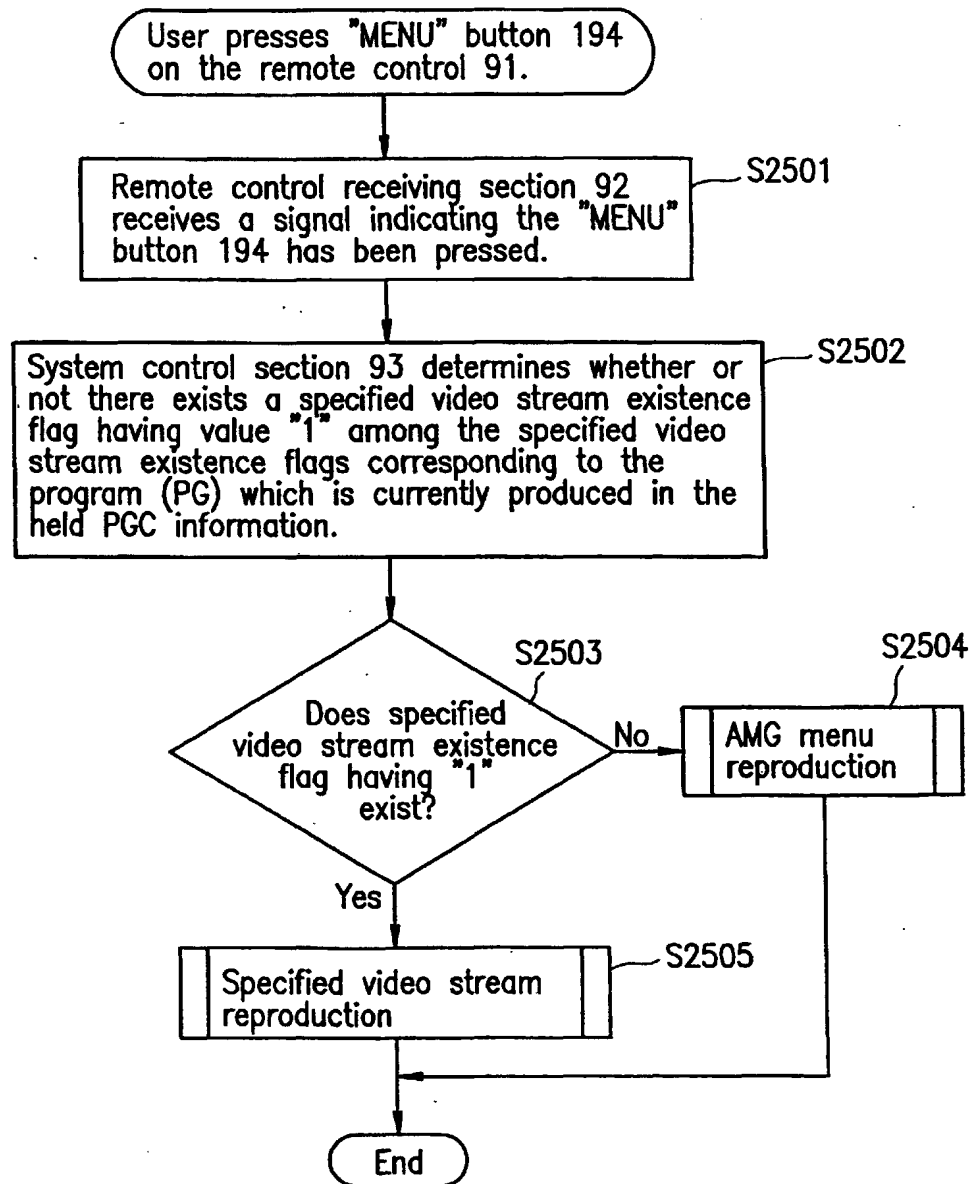 User presses "MENU" button 194
on the remote control 91.
S2501
Remote control receiving section 92
receives a signal indicating the "MENU"
button 194 has been pressed.
S2502
System control section 93 determines whether or
not there exists a specified video stream existence
flag having value "1" among the specified video
stream existence flags corresponding to the
program (PG) which is currently produced in the
held PGC information.
S2503
Does specified
video stream existence
flag having "1"
exist?
No
S2504
AMG menu
reproduction
Yes
S2505
Specified video stream
reproduction
End